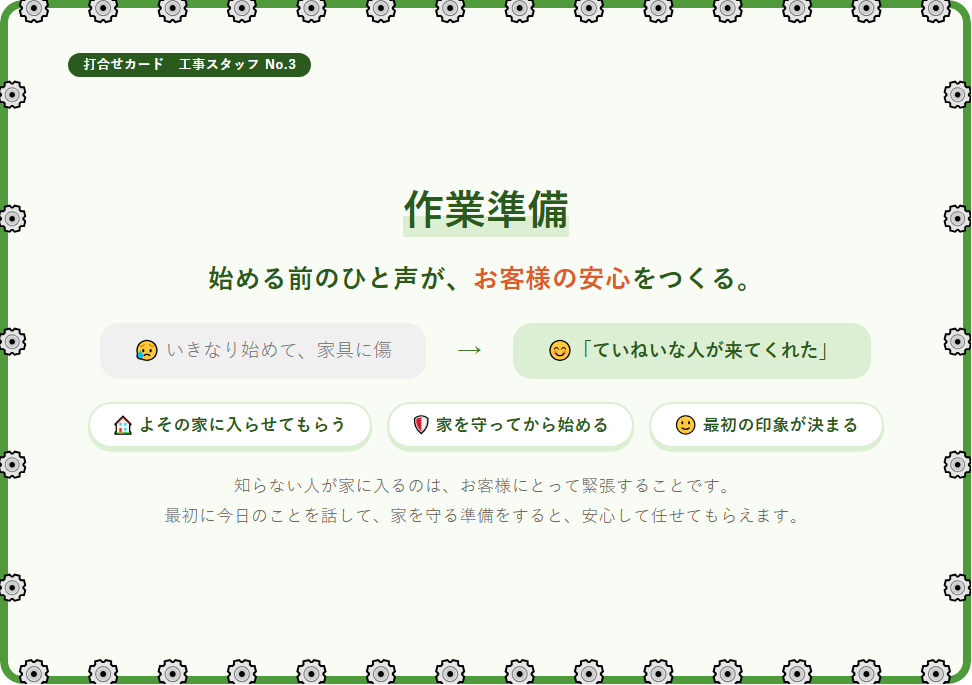 打合せカード　工事スタッフ No.3
作業準備
始める前のひと声が、お客様の安心をつくる。
いきなり始めて、家具に傷 → 「ていねいな人が来てくれた」
よその家に入らせてもらう 家を守ってから始める 最初の印象が決まる
知らない人が家に入るのは、お客様にとって緊張することです。
最初に今日のことを話して、家を守る準備をすると、安心して任せてもらえます。